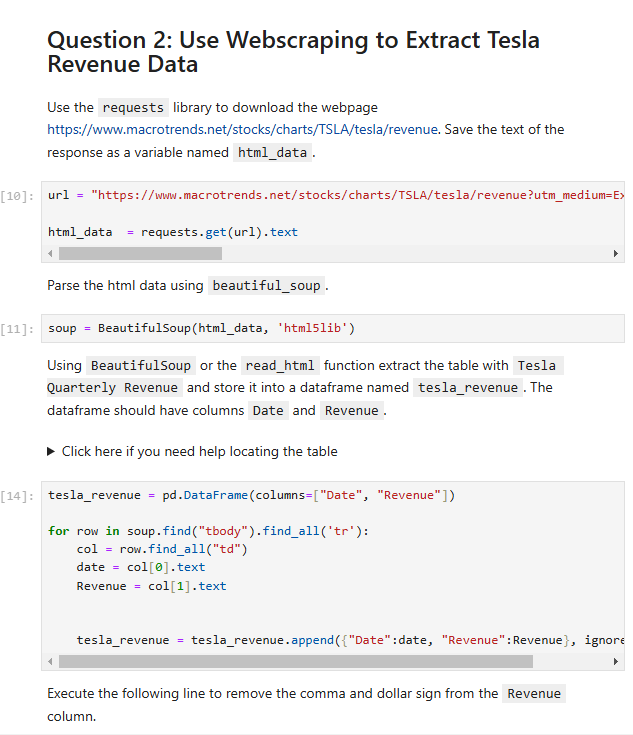 Question 2: Use Webscraping to Extract Tesla
Revenue Data
Use the requests library to download the webpage
https://www.macrotrends.net/stocks/charts/TSLA/tesla/revenue. Save the text of the
response as a variable named html_data .
[10]: url = "https://www.macrotrends.net/stocks/charts/TSLA/tesla/revenue?utm_medium=Ex
html_data  = requests.get(url).text
Parse the html data using beautiful_soup .
[11]: soup = BeautifulSoup(html_data, 'html5lib')
Using BeautifulSoup or the read_html function extract the table with Tesla
Quarterly Revenue and store it into a dataframe named tesla_revenue . The
dataframe should have columns Date and Revenue .
Click here if you need help locating the table
[14]: tesla_revenue = pd.DataFrame(columns=["Date", "Revenue"])
for row in soup.find("tbody").find_all('tr'):
    col = row.find_all("td")
    date = col[0].text
    Revenue = col[1].text
    tesla_revenue = tesla_revenue.append({"Date":date, "Revenue":Revenue}, ignore
Execute the following line to remove the comma and dollar sign from the Revenue
column.